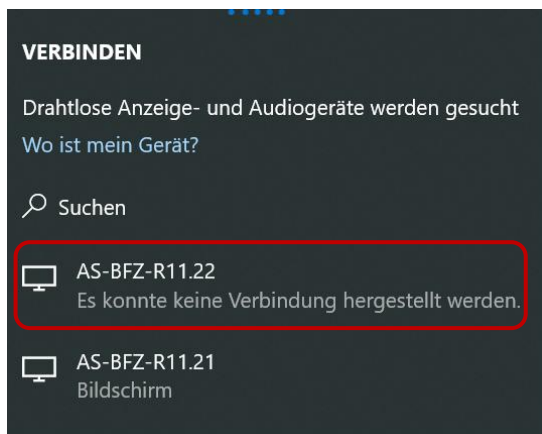 VERBINDEN
Drahtlose Anzeige- und Audiogeräte werden gesucht
Wo ist mein Gerät?
Suchen
AS-BFZ-R11.22
Es konnte keine Verbindung hergestellt werden.
AS-BFZ-R11.21
Bildschirm